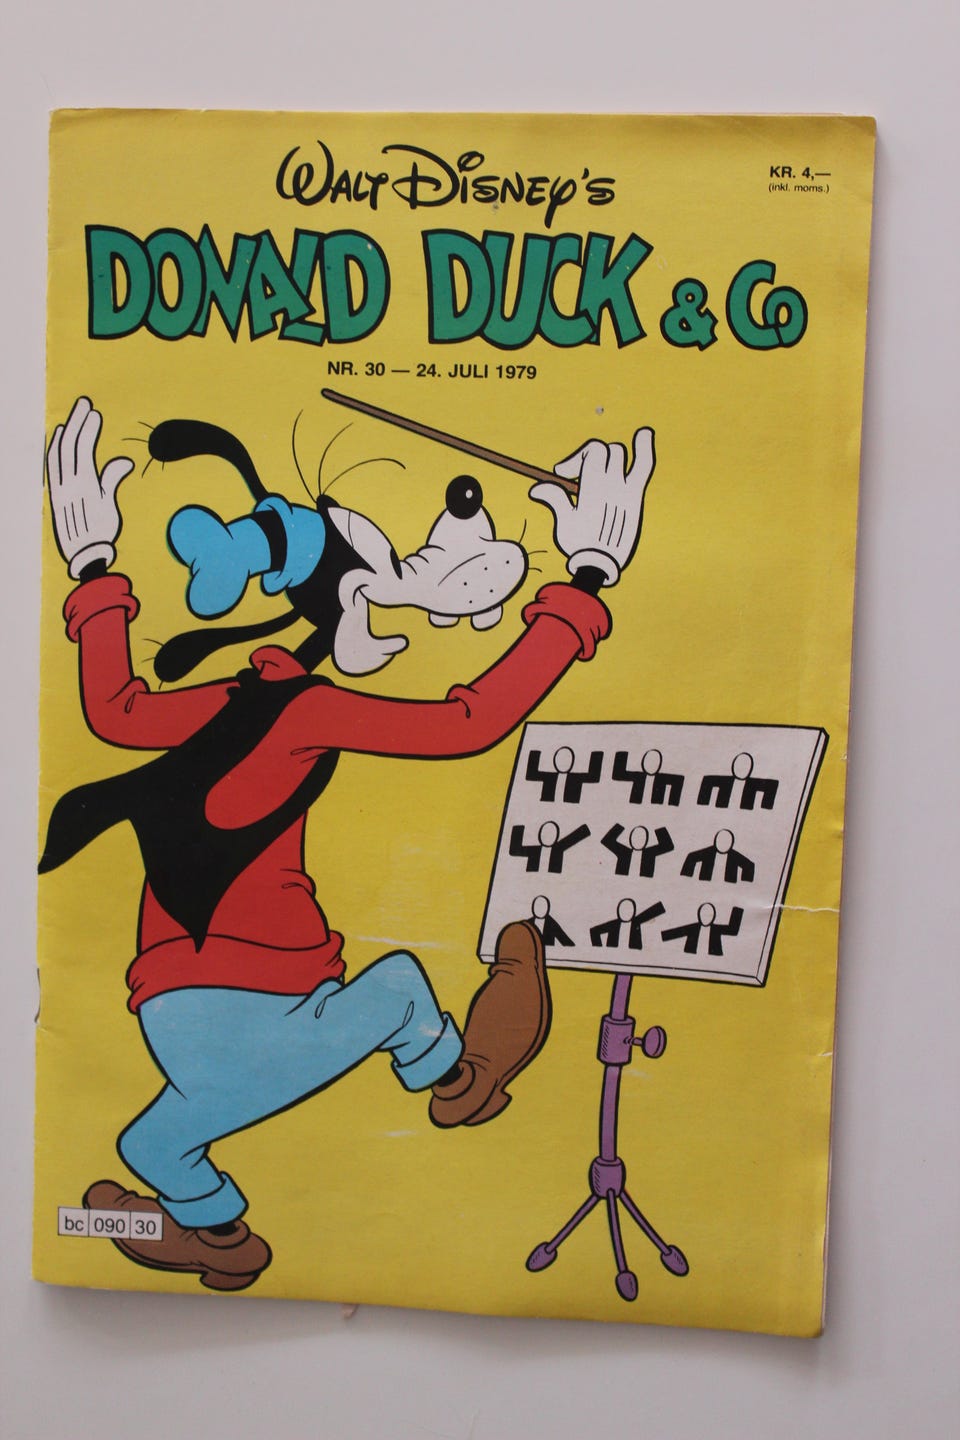 WALT DISNEY'S
KR. 4,—
(inkl. moms.)
DONALD DUCK & Co
NR. 30 — 24. JULI 1979
bc 090 30